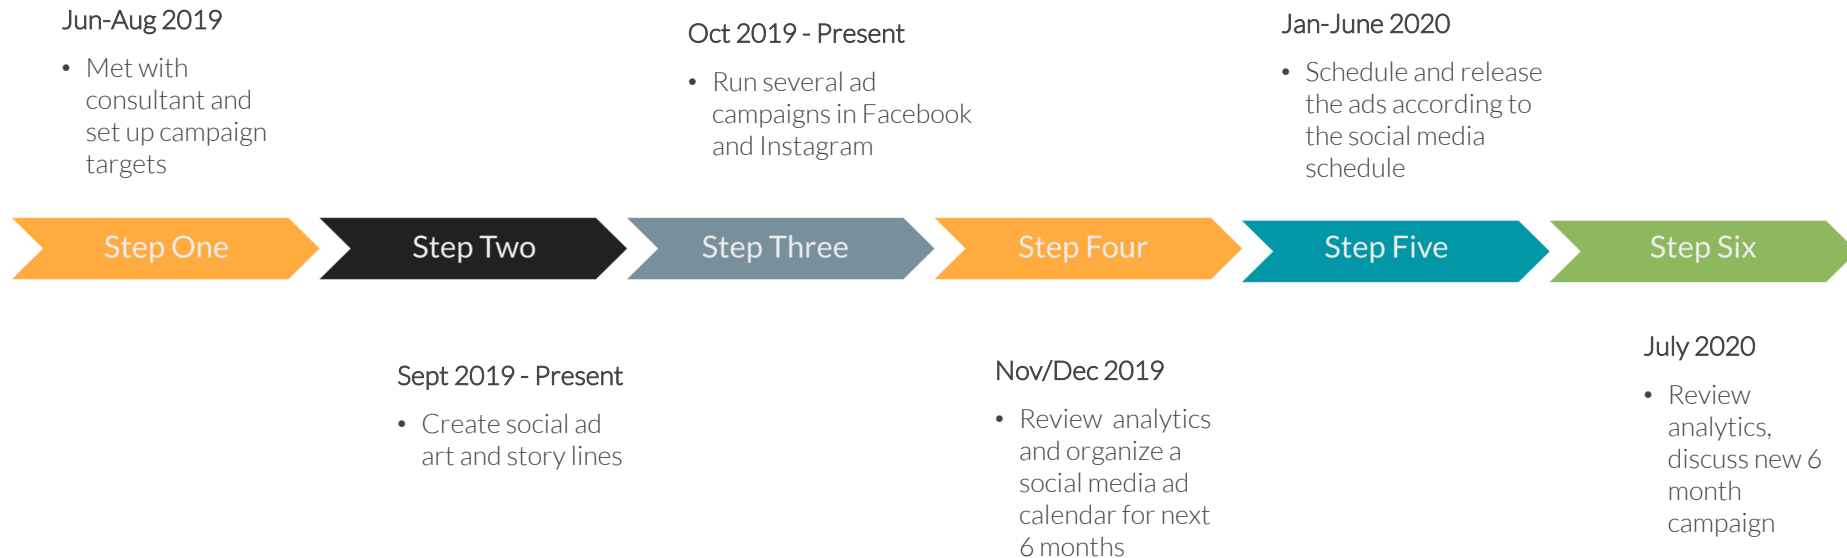 Jun-Aug 2019
• Met with
consultant and
set up campaign
targets
Oct 2019 - Present
• Run several ad
campaigns in Facebook
and Instagram
Jan-June 2020
• Schedule and release
the ads according to
the social media
schedule
Step One
Step Two
Step Three
Step Four
Step Five
Step Six
Sept 2019 - Present
• Create social ad
art and story lines
Nov/Dec 2019
• Review  analytics
and organize a
social media ad
calendar for next
6 months
July 2020
• Review
analytics,
discuss new 6
month
campaign